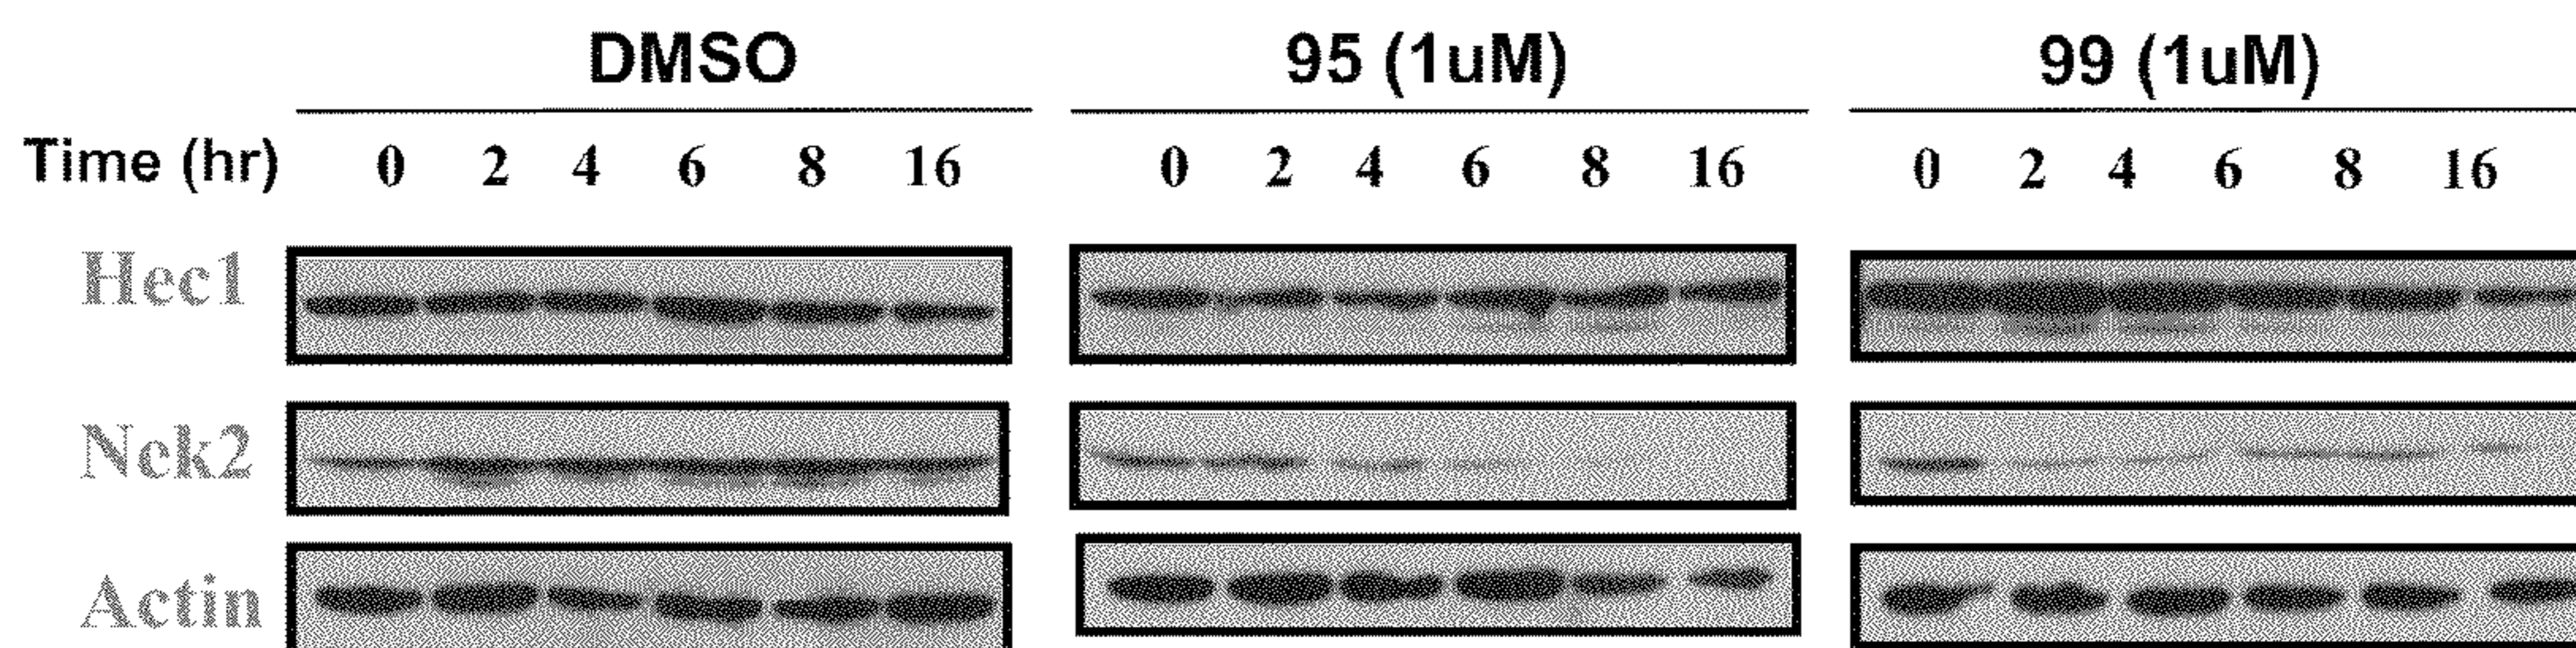 DMSO 95 (1uM) 99 (1uM)
Time (hr) 0 2 4 6 8 16 0 2 4 6 8 16 0 2 4 6 8 16
Hec1
Nek2
Actin